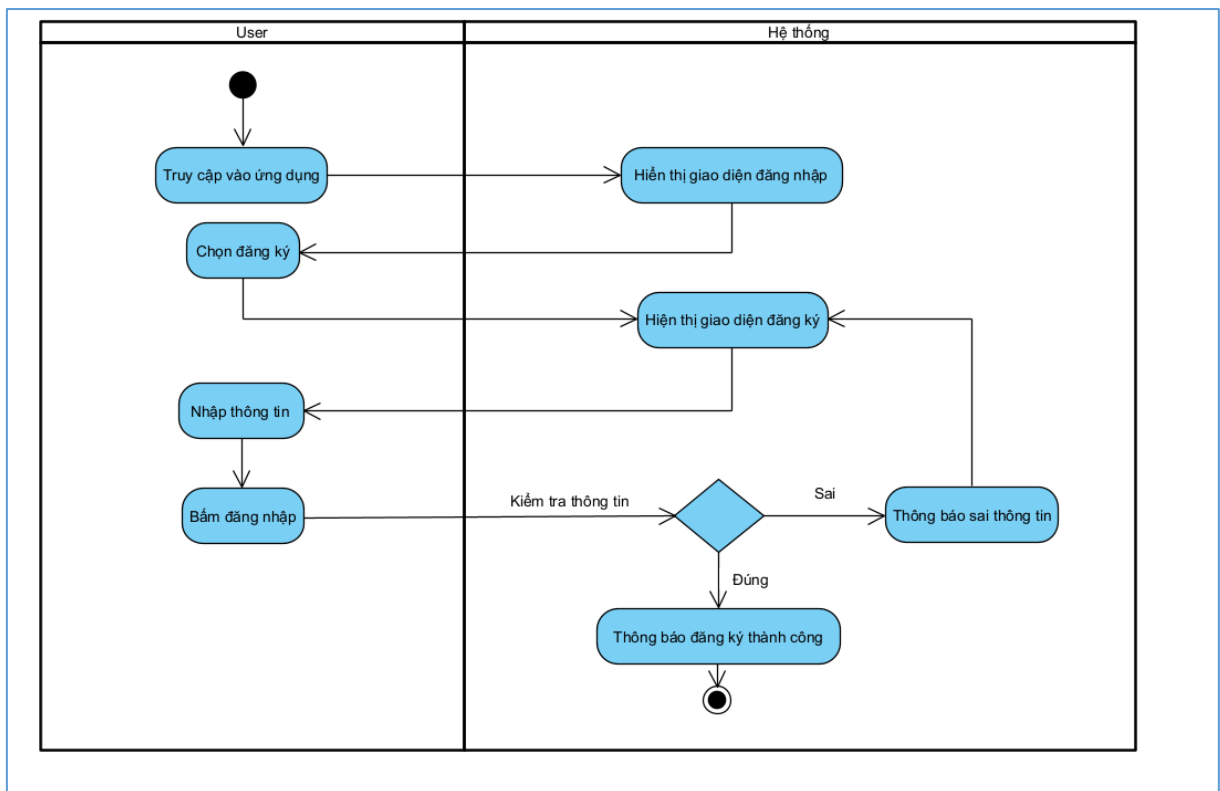 User
Hệ thống
Truy cập vào ứng dụng
Hiển thị giao diện đăng nhập
Chọn đăng ký
Hiện thị giao diện đăng ký
Nhập thông tin
Bấm đăng nhập
Kiểm tra thông tin
Sai
Thông báo sai thông tin
Đúng
Thông báo đăng ký thành công